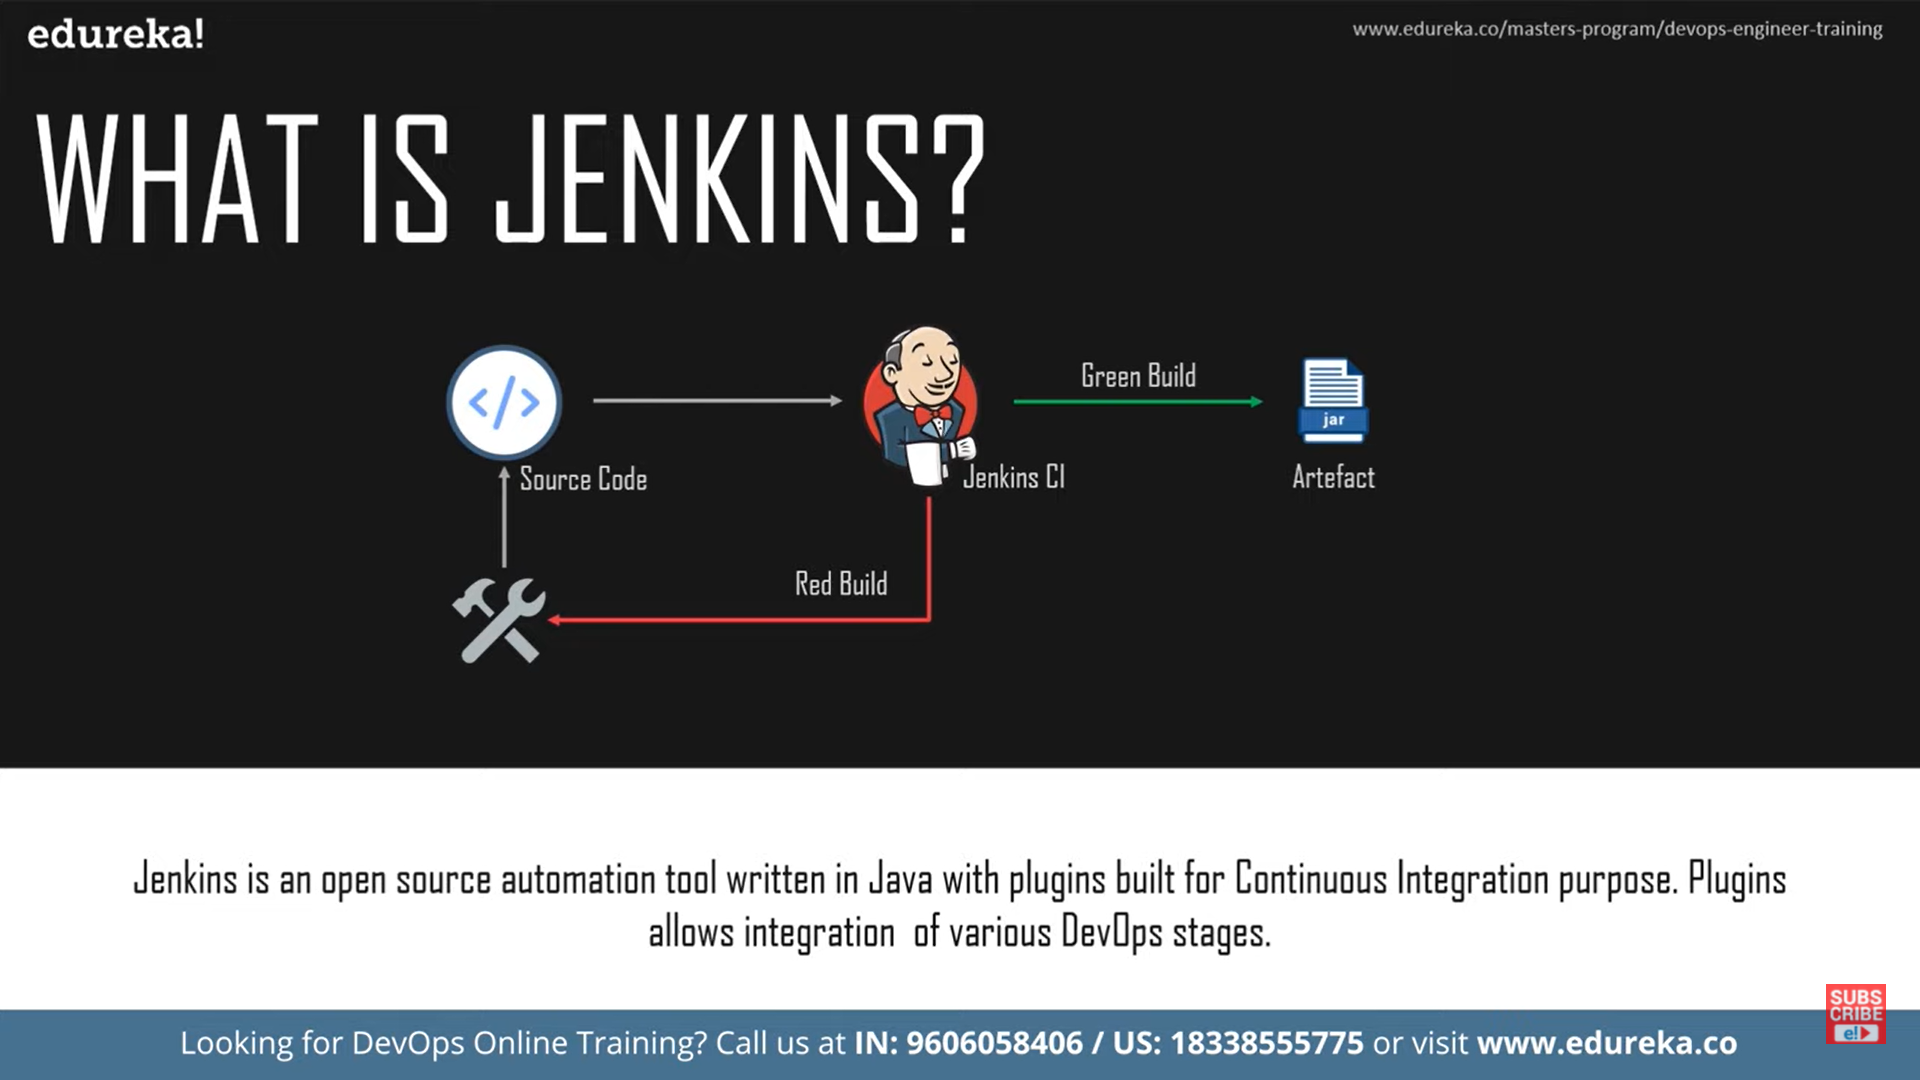 edureka!
www.edureka.co/masters-program/devops-engineer-training
WHAT IS JENKINS?
</>
Source Code
Jenkins CI
Green Build
jar
Artefact
Red Build
Jenkins is an open source automation tool written in Java with plugins built for Continuous Integration purpose. Plugins
allows integration of various DevOps stages.
SUBS
CRIBE
e!
Looking for DevOps Online Training? Call us at IN: 9606058406 / US: 18338555775 or visit www.edureka.co